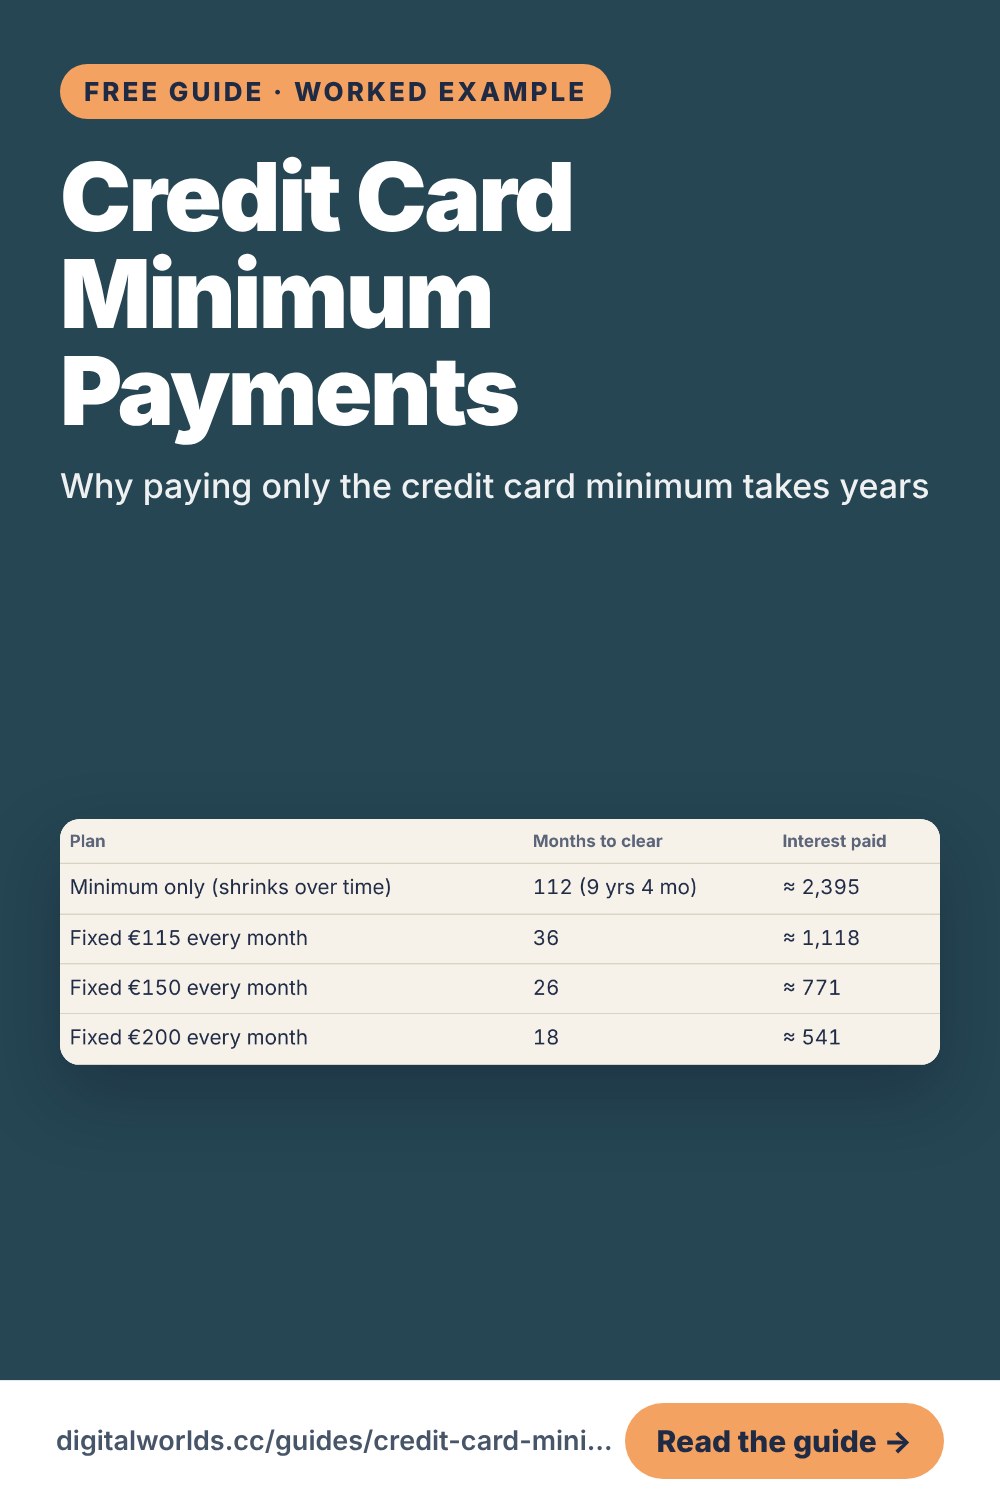 FREE GUIDE · WORKED EXAMPLE
Credit Card
Minimum
Payments
Why paying only the credit card minimum takes years
Plan Months to clear Interest paid
Minimum only (shrinks over time) 112 (9 yrs 4 mo) ≈ 2,395
Fixed €115 every month 36 ≈ 1,118
Fixed €150 every month 26 ≈ 771
Fixed €200 every month 18 ≈ 541
digitalworlds.cc/guides/credit-card-mini... Read the guide →